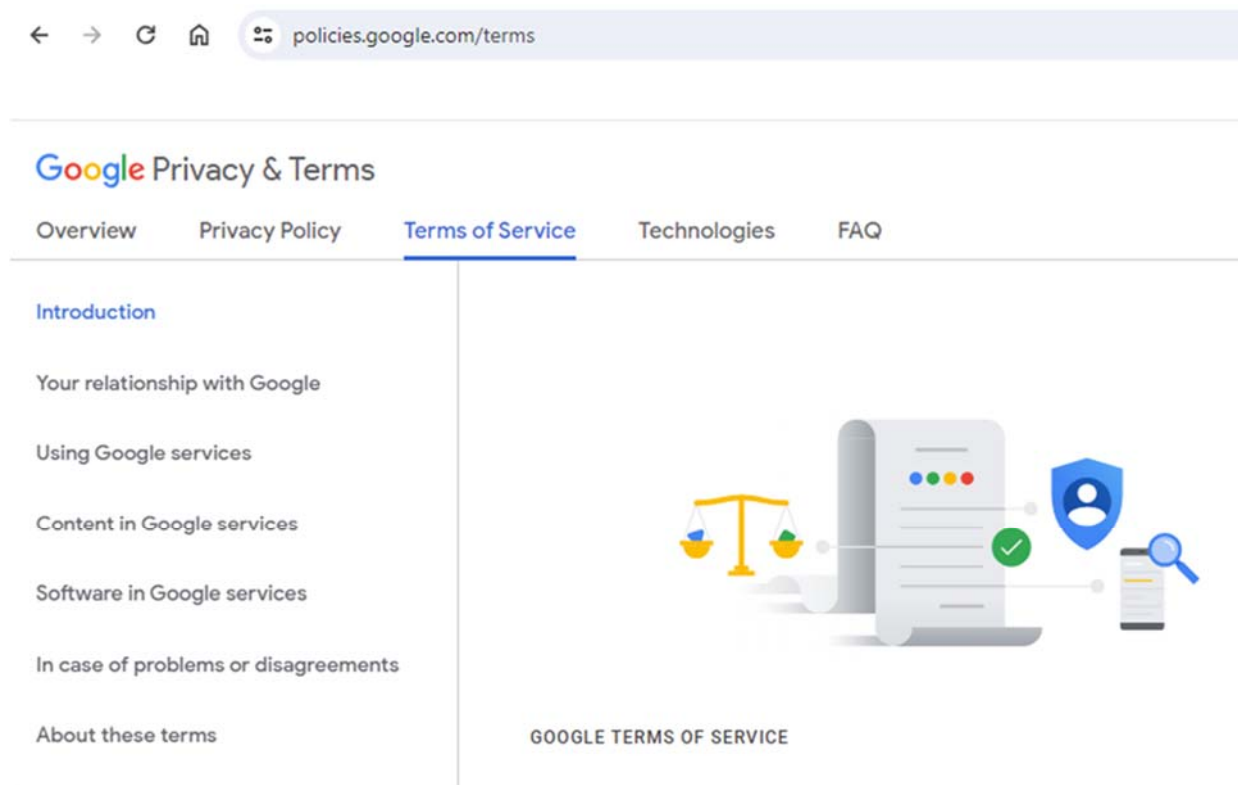 policies.google.com/terms
Google Privacy & Terms
Overview Privacy Policy Terms of Service Technologies FAQ
Introduction
Your relationship with Google
Using Google services
Content in Google services
Software in Google services
In case of problems or disagreements
About these terms
GOOGLE TERMS OF SERVICE